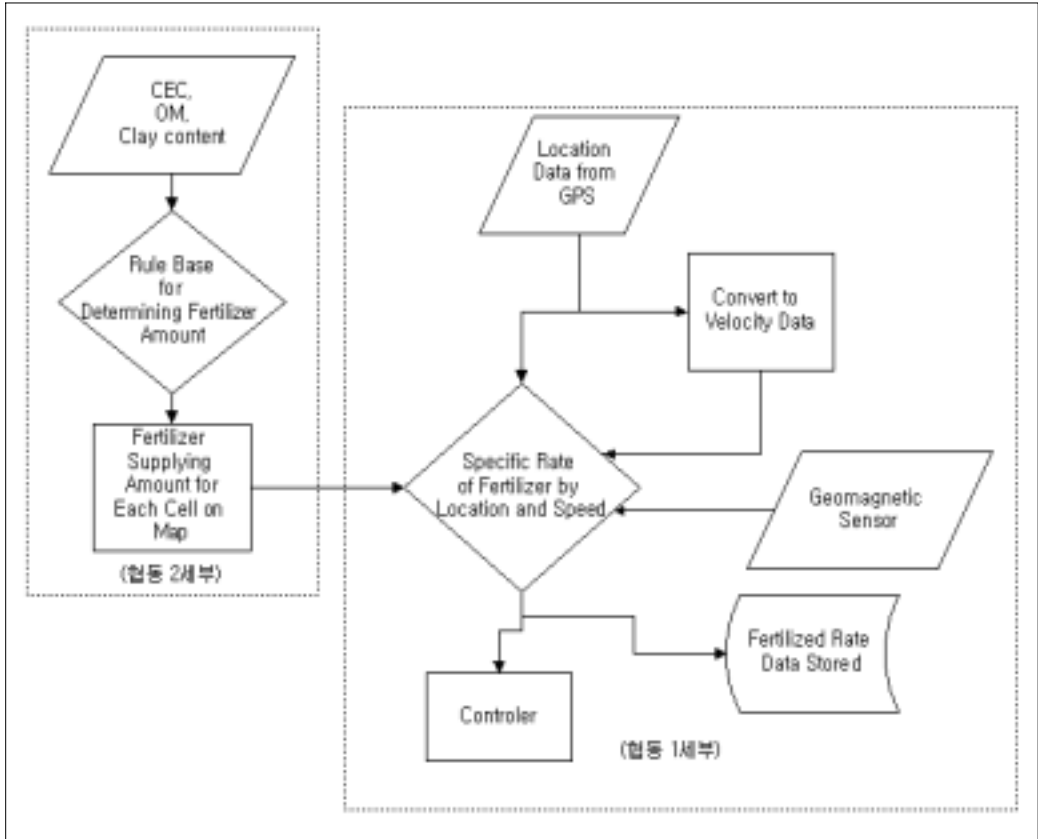 CEC,
OM,
Clay content
Rule Base
for
Determining Fertilizer
Amount
Fertilizer
Supplying
Amount for
Each Cell on
Map
(협동 2세부)
Location
Data from
GPS
Convert to
Velocity Data
Specific Rate
of Fertilizer by
Location and Speed
Geomagnetic
Sensor
Fertilized Rate
Data Stored
Controler
(협동 1세부)